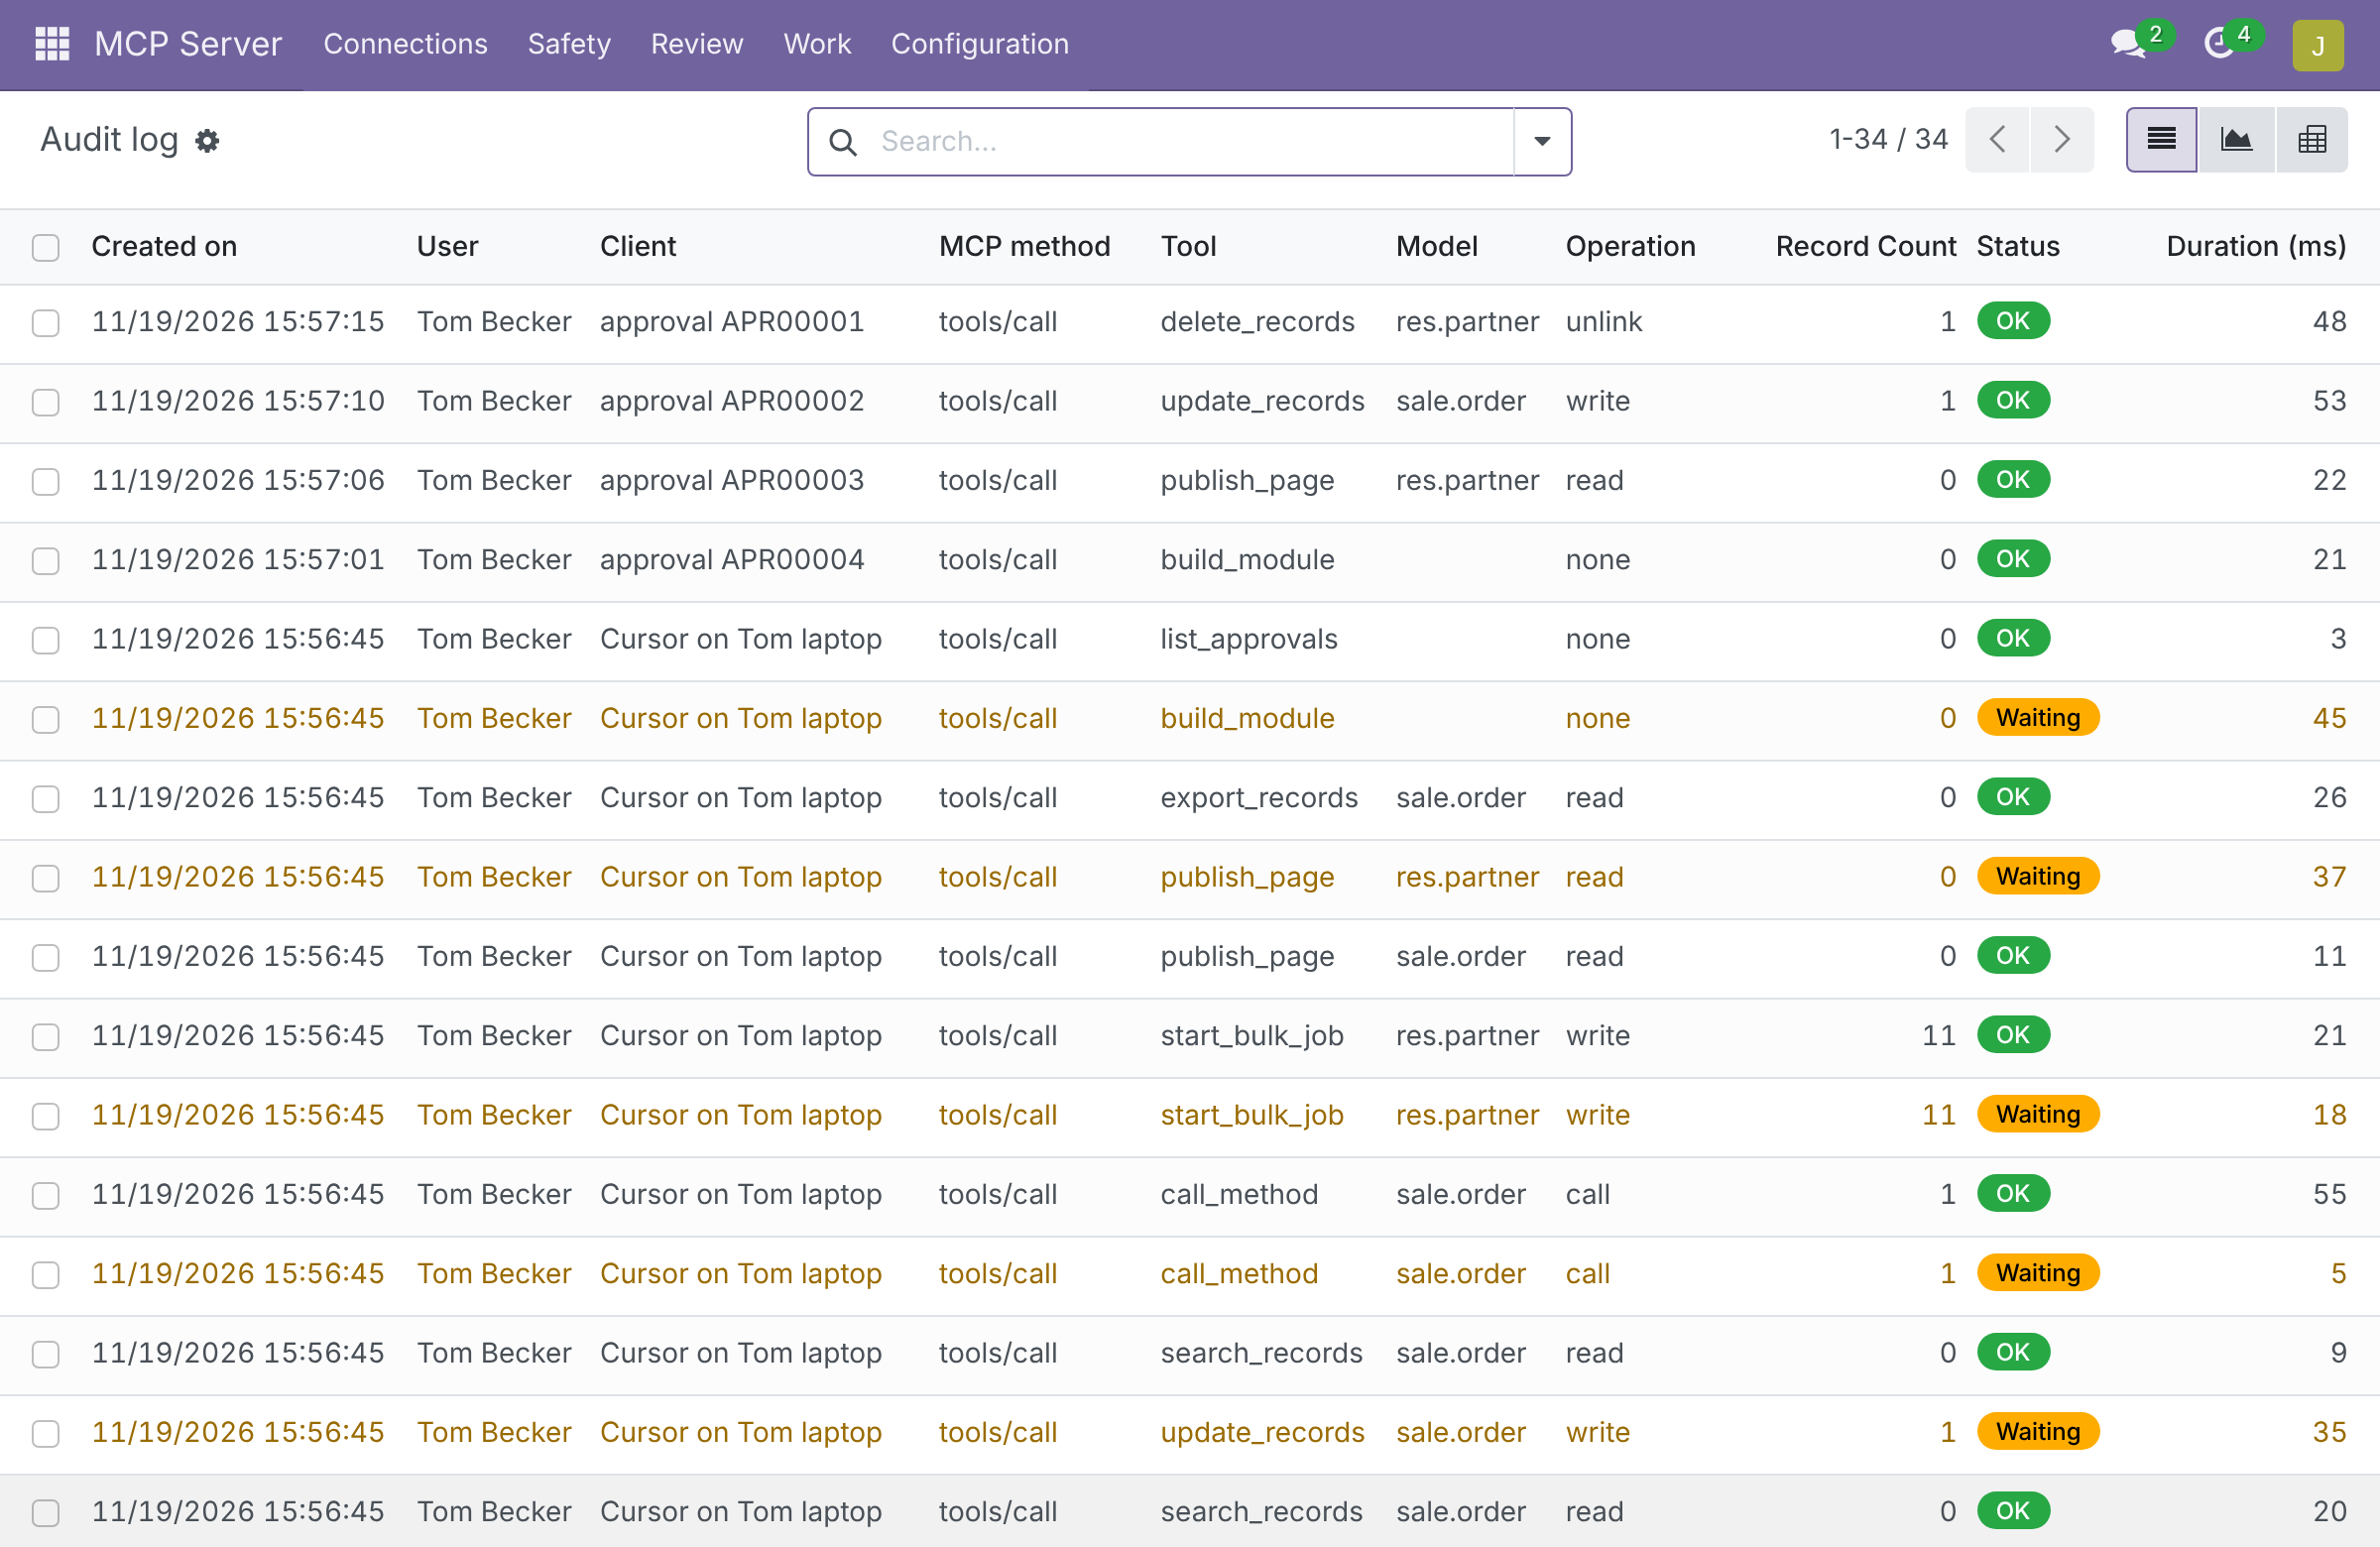 MCP Server Connections Safety Review Work Configuration 2 4 J
Audit log Search... 1-34 / 34
Created on User Client MCP method Tool Model Operation Record Count Status Duration (ms)
11/19/2026 15:57:15 Tom Becker approval APR00001 tools/call delete_records res.partner unlink 1 OK 48
11/19/2026 15:57:10 Tom Becker approval APR00002 tools/call update_records sale.order write 1 OK 53
11/19/2026 15:57:06 Tom Becker approval APR00003 tools/call publish_page res.partner read 0 OK 22
11/19/2026 15:57:01 Tom Becker approval APR00004 tools/call build_module none 0 OK 21
11/19/2026 15:56:45 Tom Becker Cursor on Tom laptop tools/call list_approvals none 0 OK 3
11/19/2026 15:56:45 Tom Becker Cursor on Tom laptop tools/call build_module none 0 Waiting 45
11/19/2026 15:56:45 Tom Becker Cursor on Tom laptop tools/call export_records sale.order read 0 OK 26
11/19/2026 15:56:45 Tom Becker Cursor on Tom laptop tools/call publish_page res.partner read 0 Waiting 37
11/19/2026 15:56:45 Tom Becker Cursor on Tom laptop tools/call publish_page sale.order read 0 OK 11
11/19/2026 15:56:45 Tom Becker Cursor on Tom laptop tools/call start_bulk_job res.partner write 11 OK 21
11/19/2026 15:56:45 Tom Becker Cursor on Tom laptop tools/call start_bulk_job res.partner write 11 Waiting 18
11/19/2026 15:56:45 Tom Becker Cursor on Tom laptop tools/call call_method sale.order call 1 OK 55
11/19/2026 15:56:45 Tom Becker Cursor on Tom laptop tools/call call_method sale.order call 1 Waiting 5
11/19/2026 15:56:45 Tom Becker Cursor on Tom laptop tools/call search_records sale.order read 0 OK 9
11/19/2026 15:56:45 Tom Becker Cursor on Tom laptop tools/call update_records sale.order write 1 Waiting 35
11/19/2026 15:56:45 Tom Becker Cursor on Tom laptop tools/call search_records sale.order read 0 OK 20